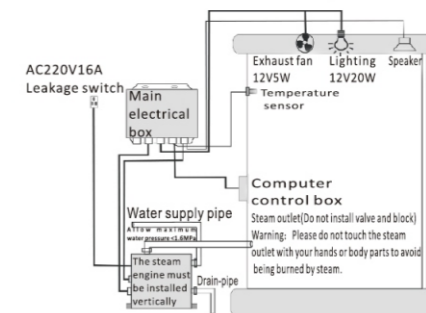 AC220V16A
Leakage switch
Main
electrical
box
Exhaust fan
12V5W
Lighting
12V20W
Speaker
Temperature
sensor
Computer
control box
Water supply pipe
Allow maximum
water pressure<1.6MPa
Steam outlet(Do not install valve and block)
Warning: Please do not touch the steam
outlet with your hands or body parts to avoid
being burned by steam.
The steam
engine must
be installed
vertically
Drain-pipe